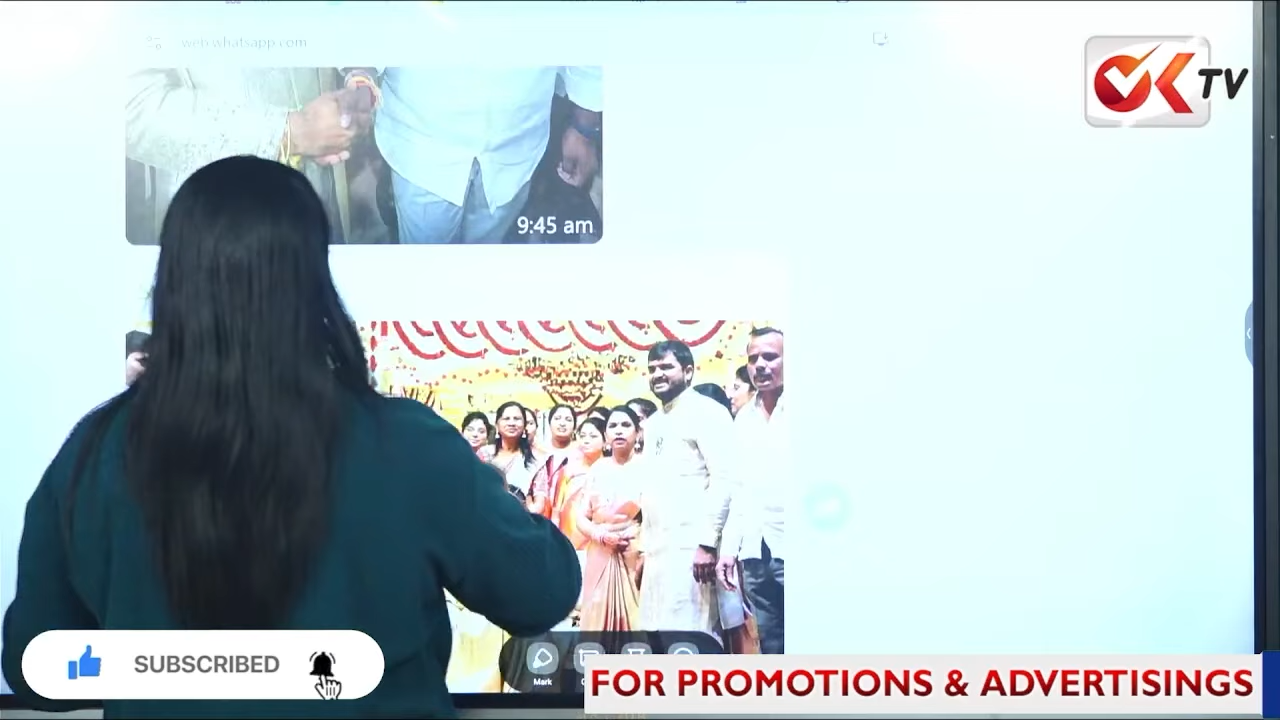 web.whatsapp.com
OK TV
9:45 am
Mark
SUBSCRIBED
FOR PROMOTIONS & ADVERTISINGS